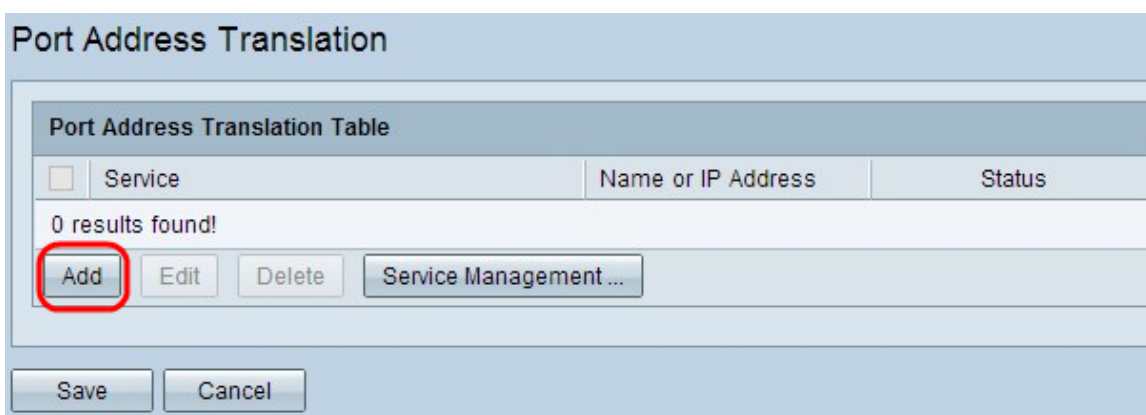 Port Address Translation
Port Address Translation Table
Service Name or IP Address Status
0 results found!
Add Edit Delete Service Management ...
Save Cancel